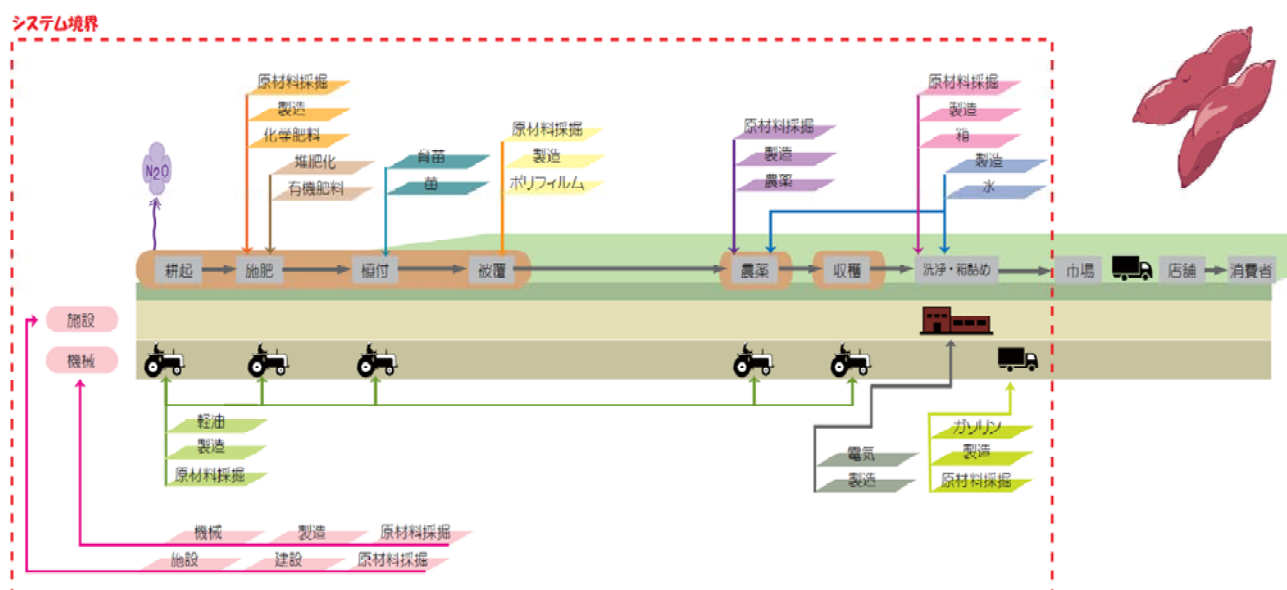 システム境界
原材料採掘
製造
化学肥料
堆肥化
有機肥料
育苗
苗
原材料採掘
製造
ポリフィルム
原材料採掘
製造
農薬
原材料採掘
製造
箱
製造
水
N2O
耕起
施肥
植付
被覆
農薬
収穫
洗浄・箱詰め
市場
店舗
消費者
施設
機械
軽油
製造
原材料採掘
電気
製造
ガソリン
製造
原材料採掘
機械
製造
原材料採掘
施設
建設
原材料採掘